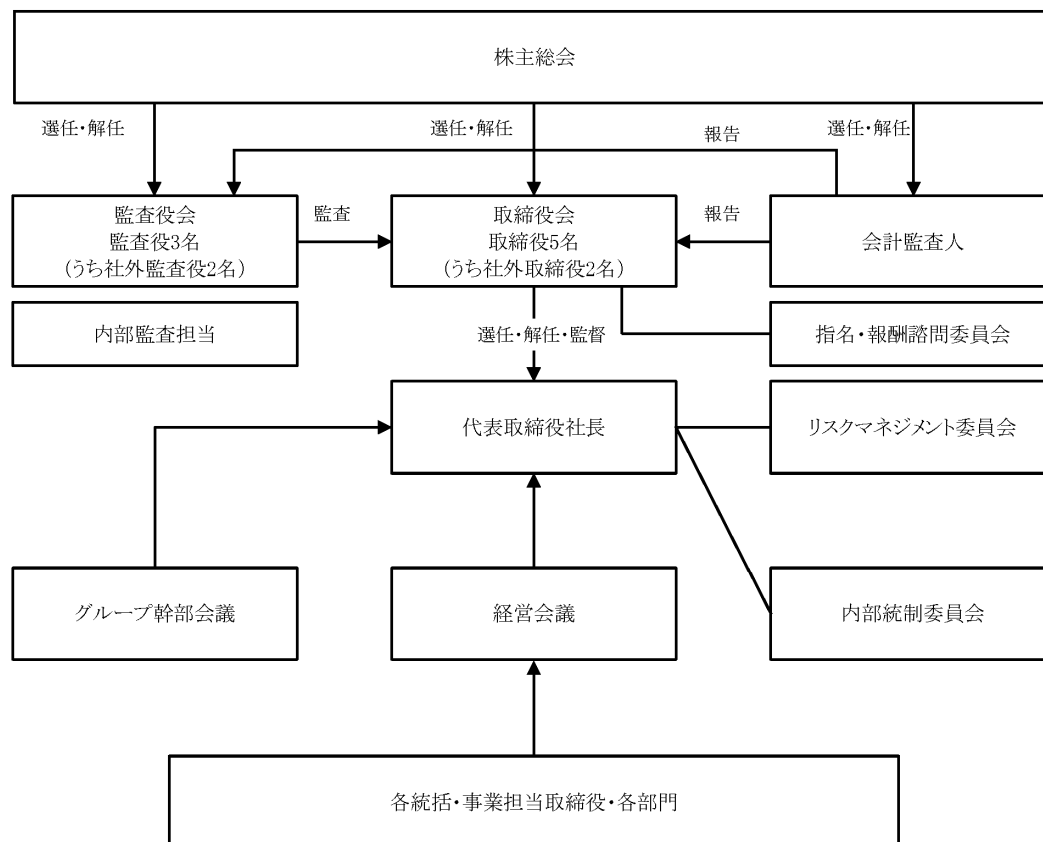 株主総会
選任・解任
選任・解任
報告
選任・解任
監査役会
監査役3名
(うち社外監査役2名)
監査
取締役会
取締役5名
(うち社外取締役2名)
報告
会計監査人
内部監査担当
選任・解任・監督
指名・報酬諮問委員会
代表取締役社長
リスクマネジメント委員会
グループ幹部会議
経営会議
内部統制委員会
各統括・事業担当取締役・各部門